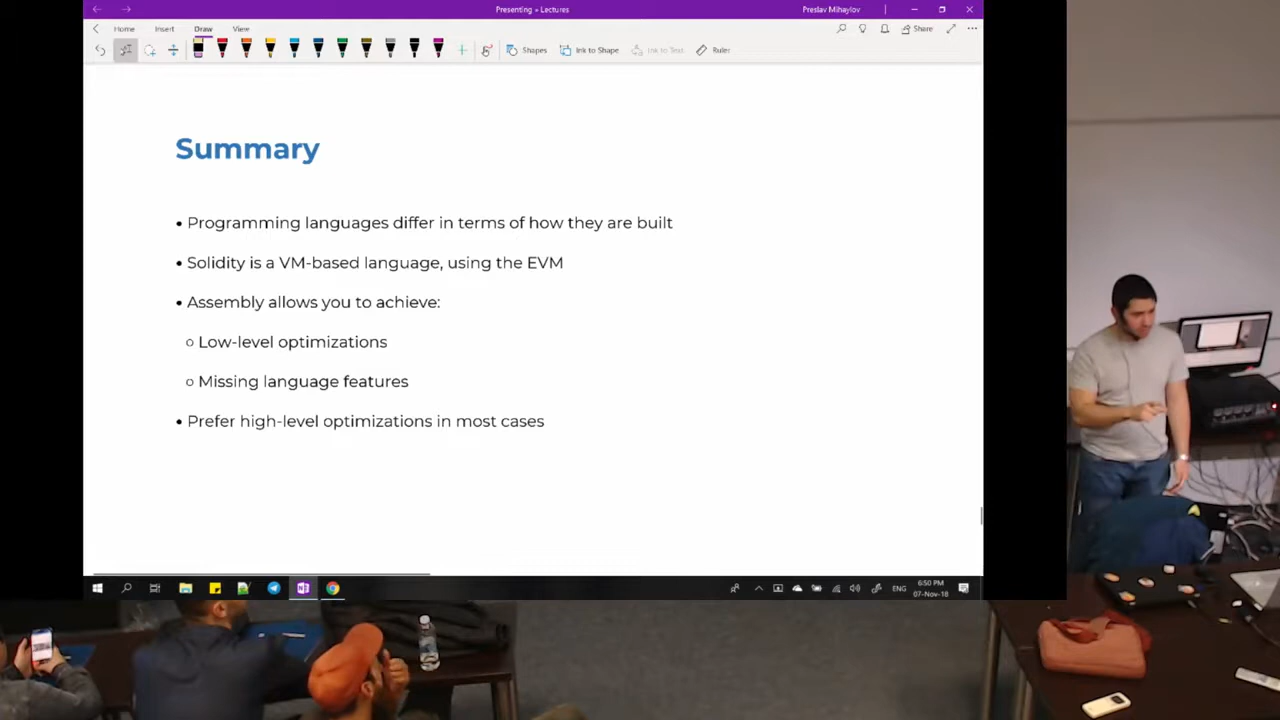 Presenting » Lectures
Preslav Mihaylov
Home Insert Draw View
Share
Shapes
Ink to Shape
Ink to Text
Ruler
Summary
• Programming languages differ in terms of how they are built
• Solidity is a VM-based language, using the EVM
• Assembly allows you to achieve:
o Low-level optimizations
o Missing language features
• Prefer high-level optimizations in most cases
ENG
6:50 PM
07-Nov-18